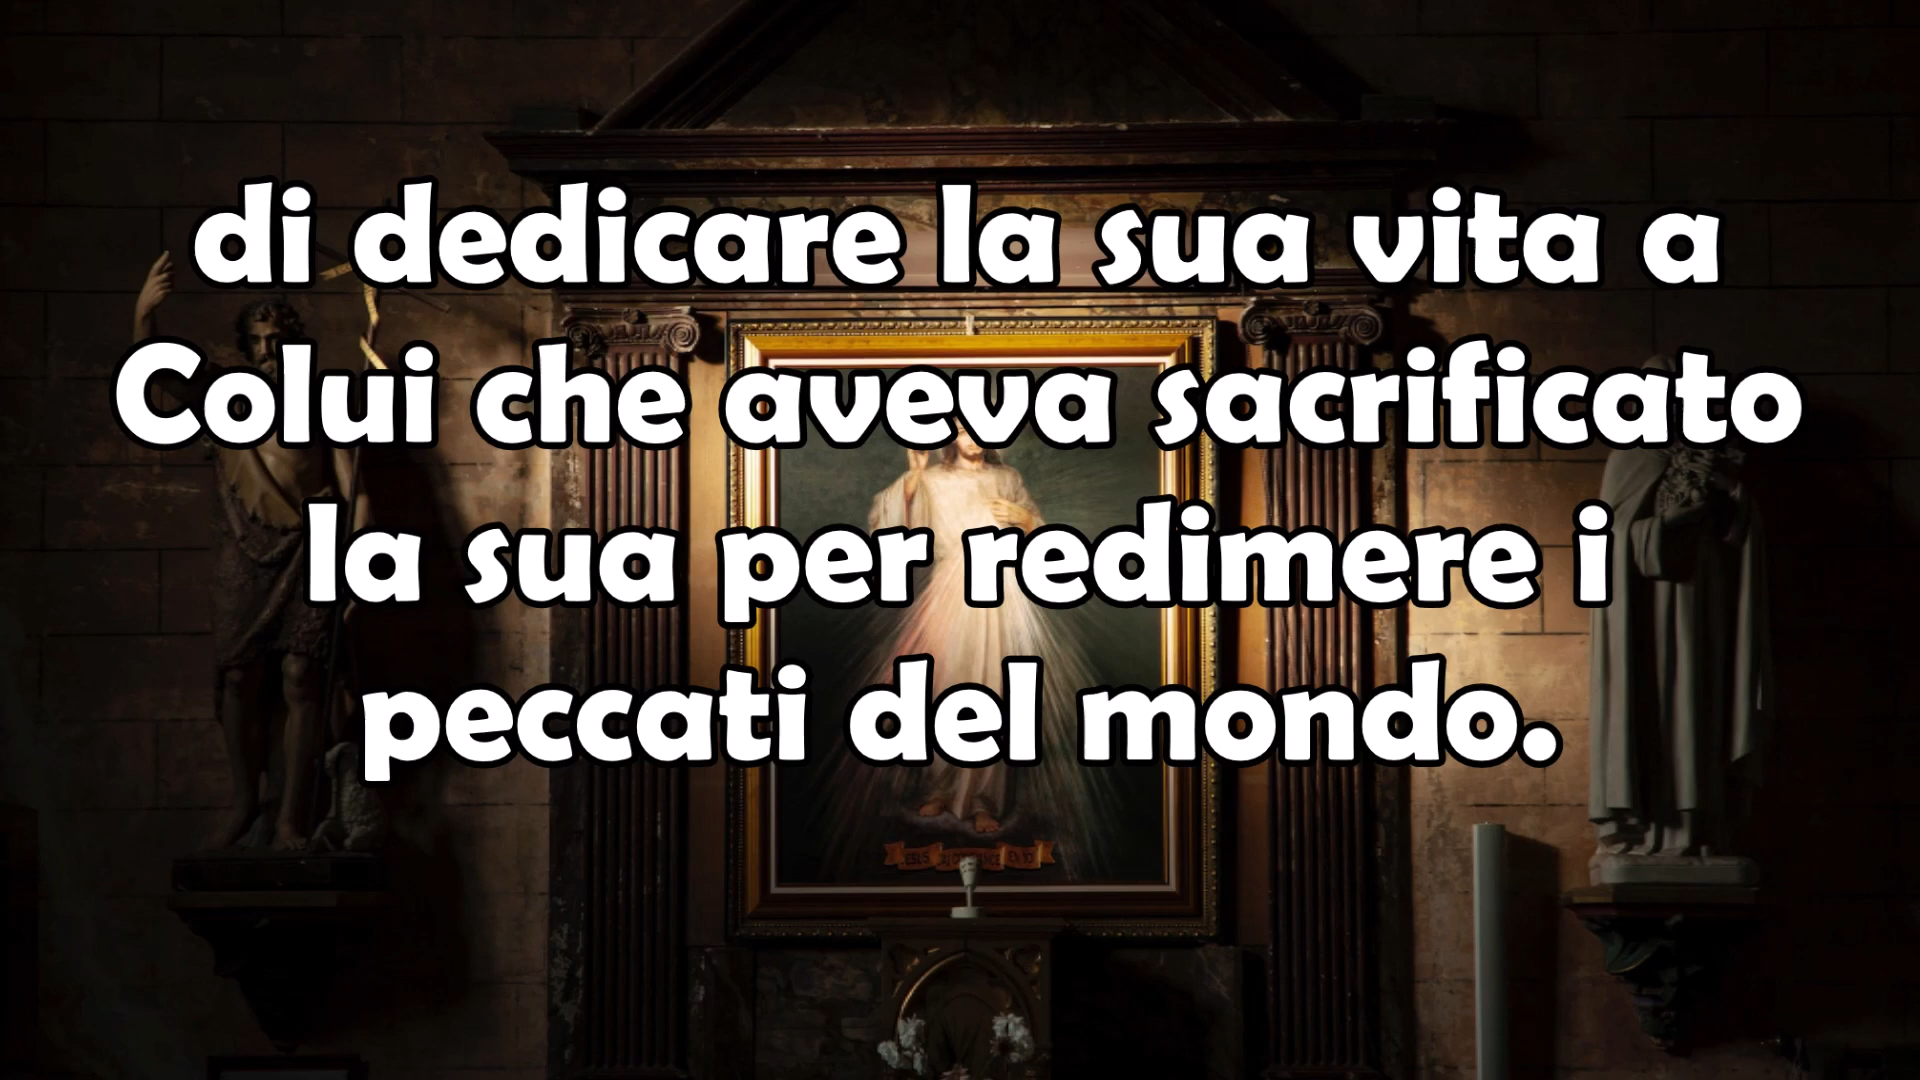 di dedicare la sua vita a
Colui che aveva sacrificato
la sua per redimere i
peccati del mondo.